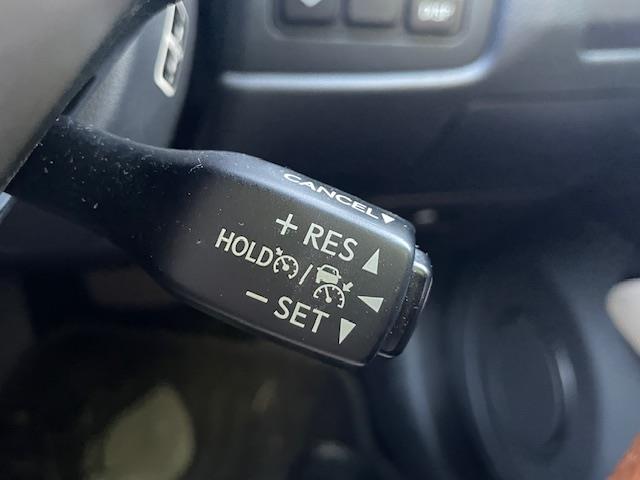 CANCEL▼
+ RES ▲
HOLD / ◀
− SET ▼